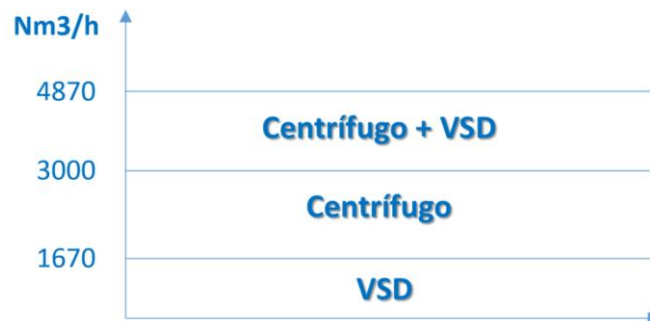 Nm3/h
4870
Centrífugo + VSD
3000
Centrífugo
1670
VSD